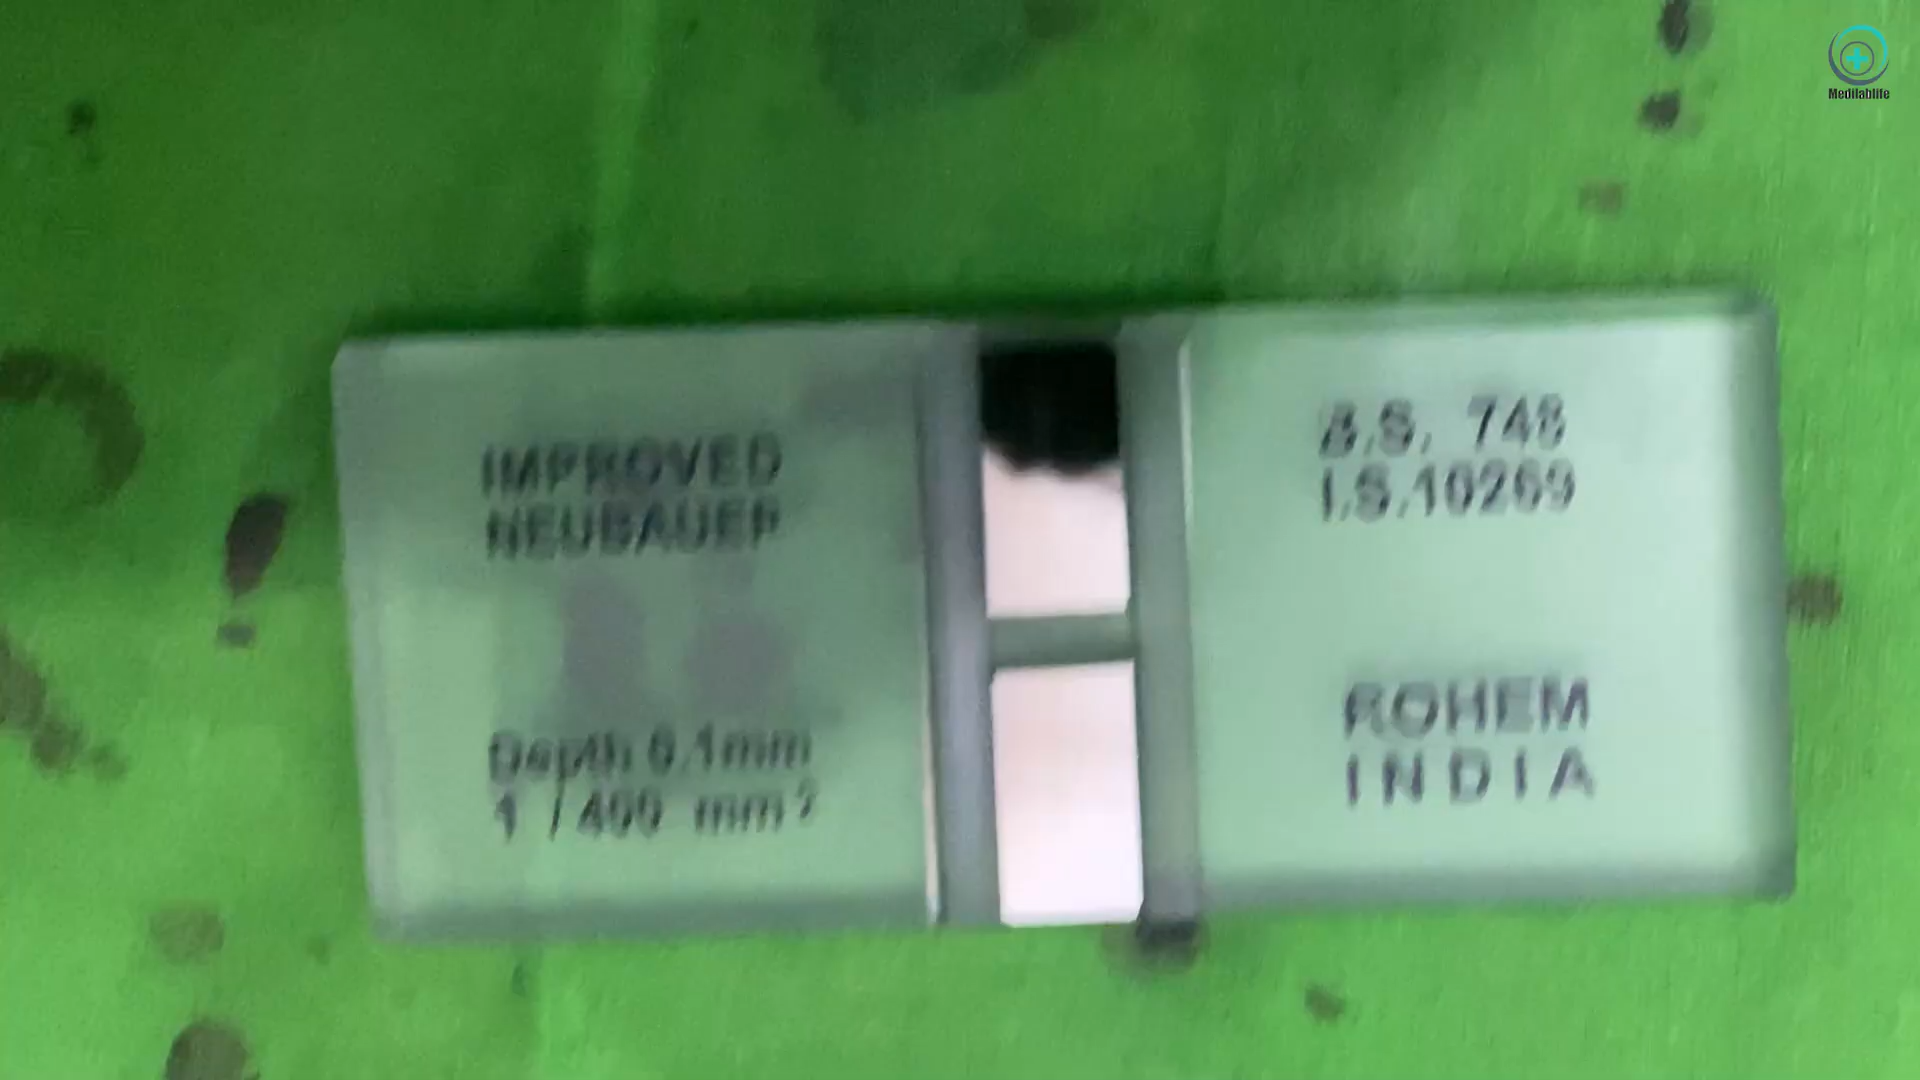 IMPROVED
NEUBAUER
Depth 0.1mm
1 / 400 mm²
B.S. 748
I.S.10269
ROHEM
INDIA
Medilablife